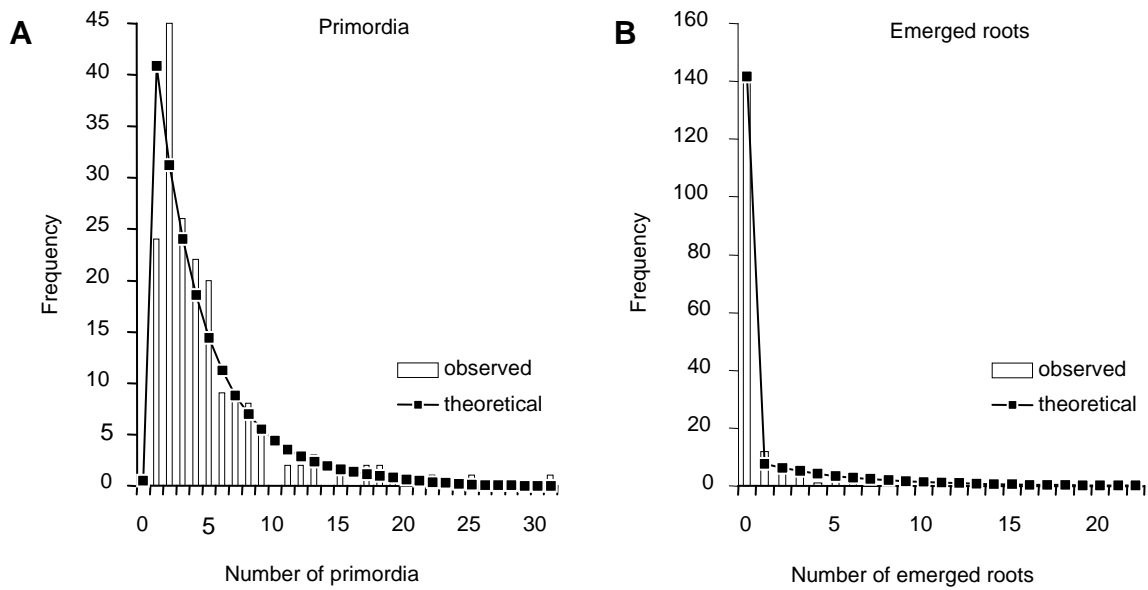 A
Primordia
45
40
35
30
25
20
15
10
5
0
Frequency
observed
theoretical
0 5 10 15 20 25 30
Number of primordia
B
Emerged roots
160
140
120
100
80
60
40
20
0
Frequency
observed
theoretical
0 5 10 15 20
Number of emerged roots